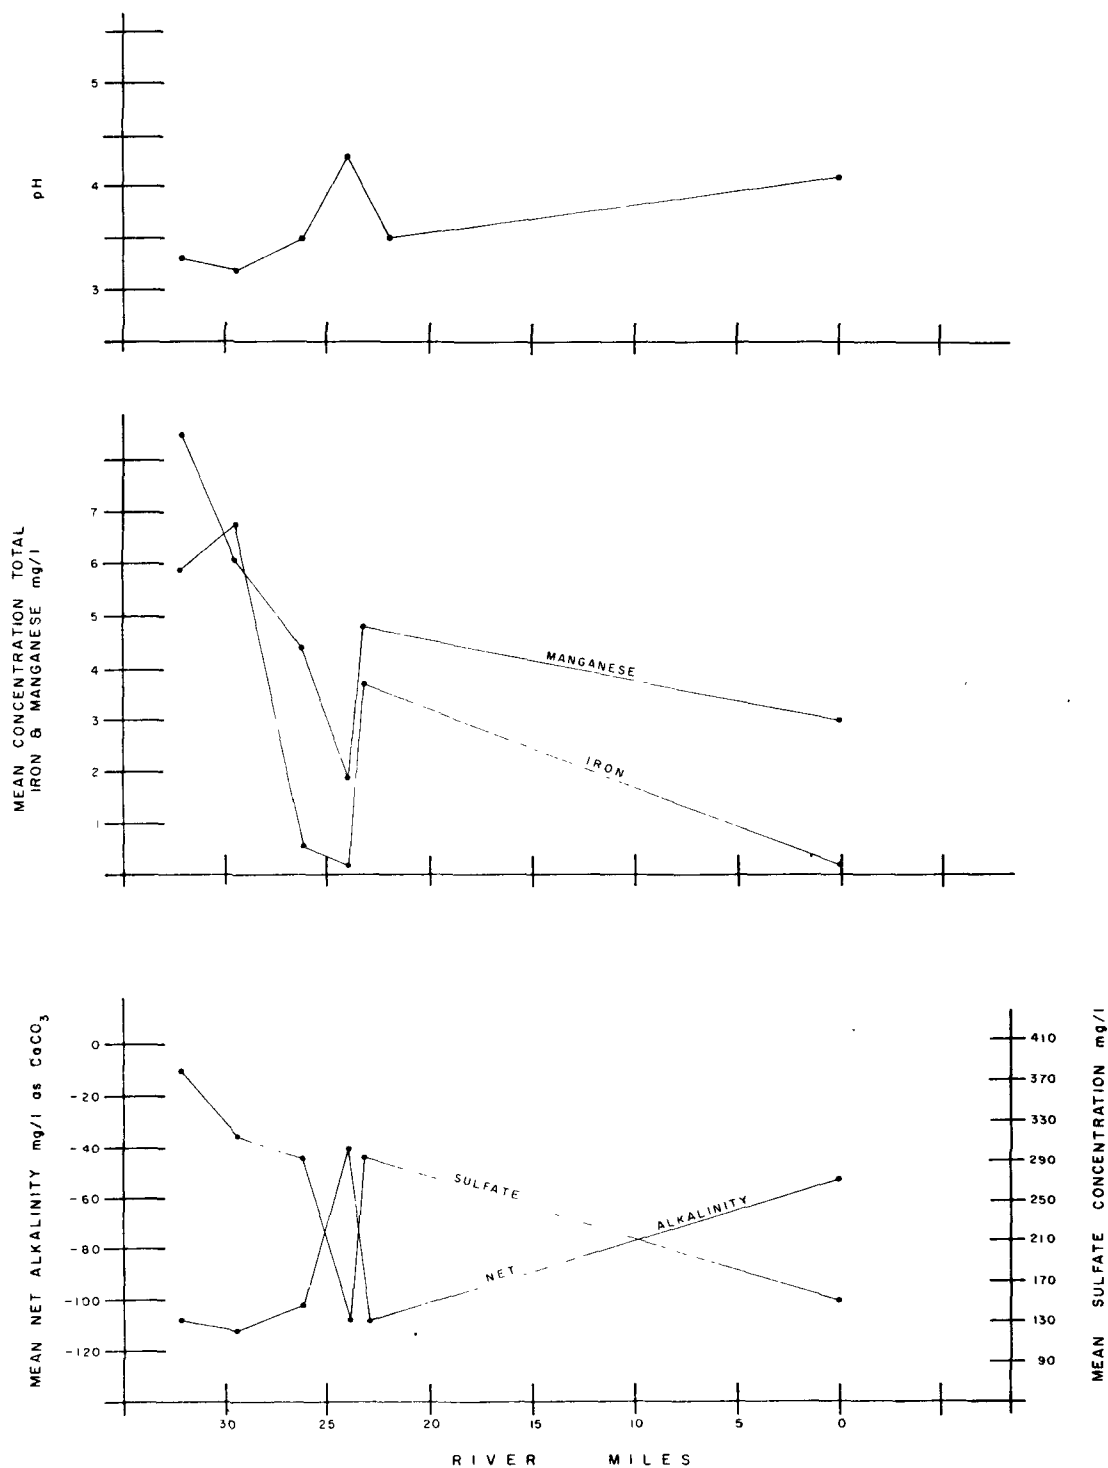 5
4
3
pH
MEAN CONCENTRATION TOTAL
IRON & MANGANESE mg/l
7
6
5
4
3
2
1
MANGANESE
IRON
MEAN NET ALKALINITY mg/l as CaCO3
0
-20
-40
-60
-80
-100
-120
SULFATE
NET ALKALINITY
410
370
330
290
250
210
170
130
90
MEAN SULFATE CONCENTRATION mg/l
30 25 20 15 10 5 0
RIVER MILES